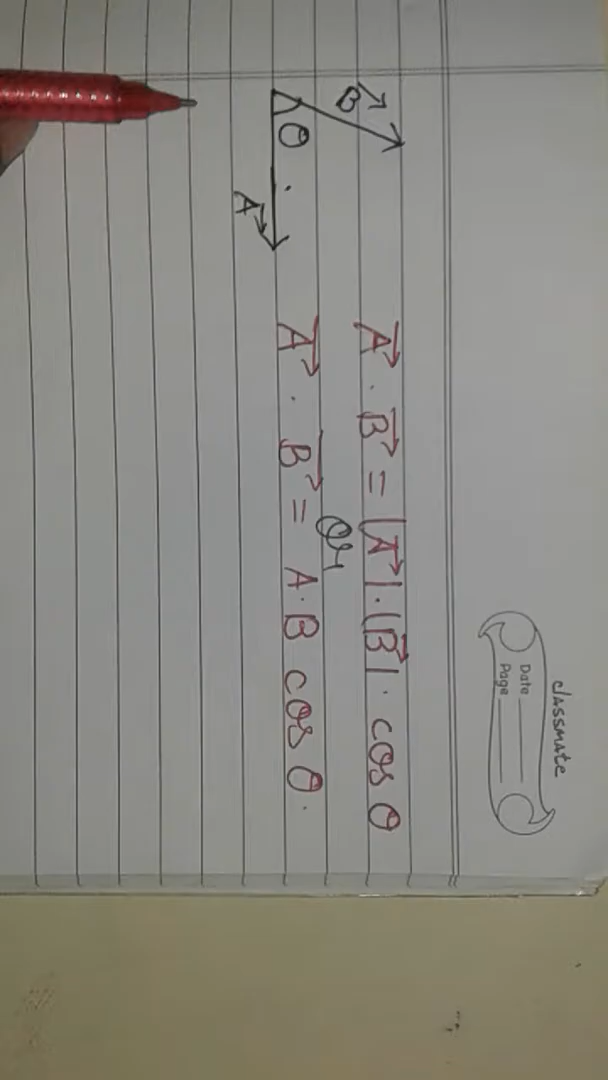 classmate
Date
Page
B⃗
θ
A⃗
A⃗ · B⃗ = |A⃗| · |B⃗| · cos θ
Or
A⃗ · B⃗ = A·B cos θ.